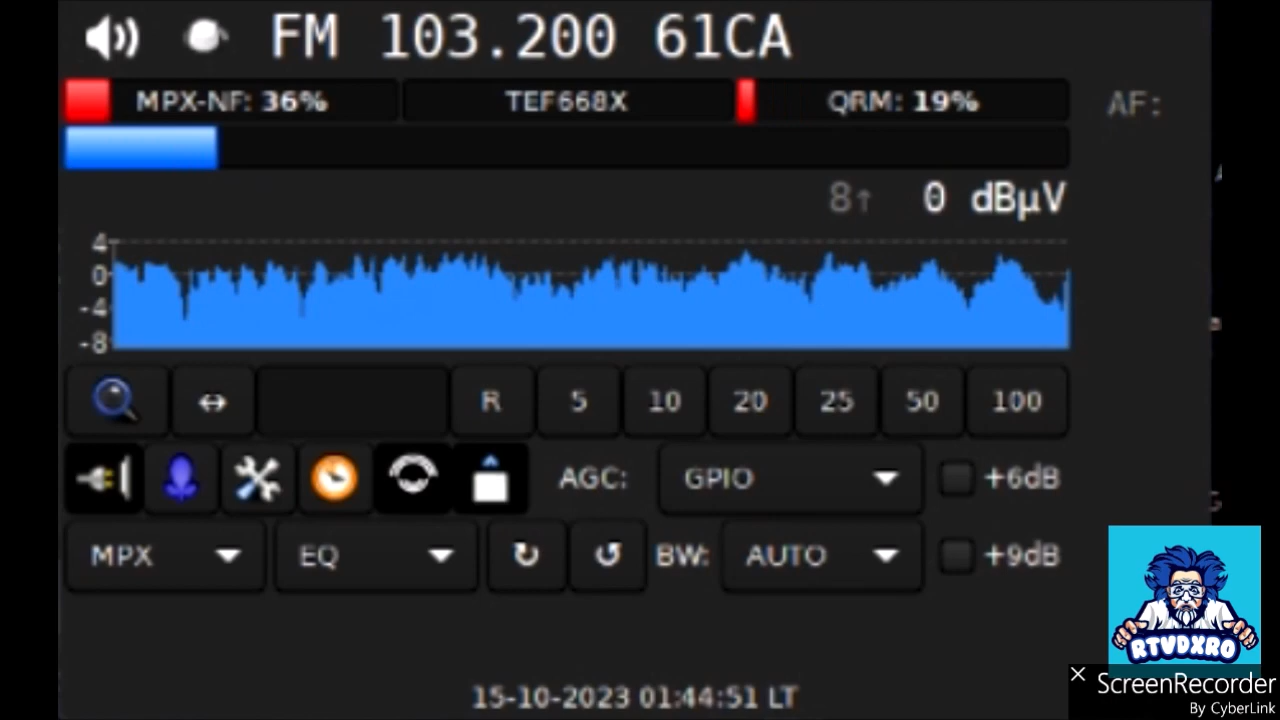 FM 103.200 61CA
MPX-NF: 36% TEF668X QRM: 19% AF:
8↑ 0 dBµV
4
0
-4
-8
↔ R 5 10 20 25 50 100
AGC: GPIO +6dB
MPX EQ ↻ ↺ BW: AUTO +9dB
RTVDXRO
15-10-2023 01:44:51 LT
× ScreenRecorder
By CyberLink